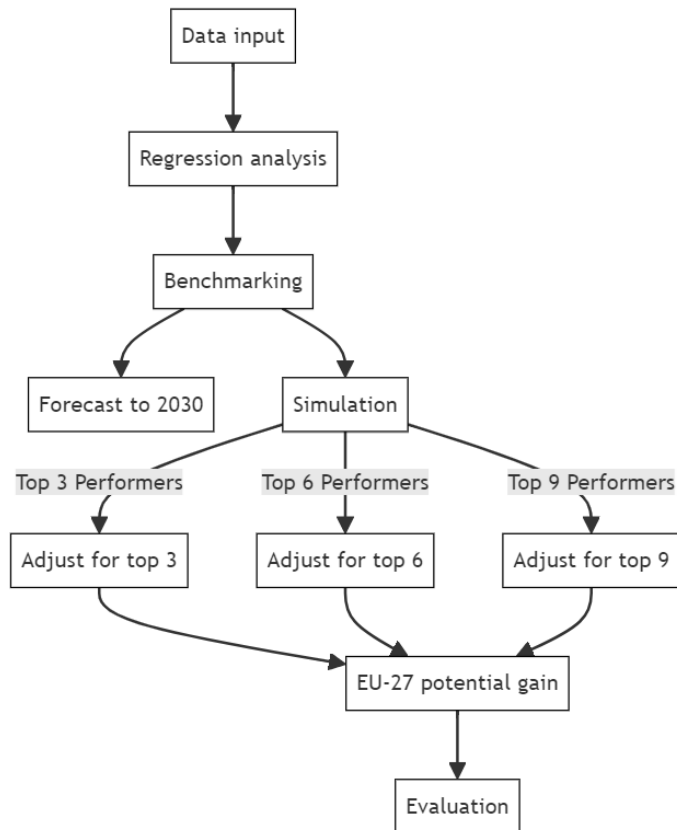 Data input
Regression analysis
Benchmarking
Forecast to 2030
Simulation
Top 3 Performers
Top 6 Performers
Top 9 Performers
Adjust for top 3
Adjust for top 6
Adjust for top 9
EU-27 potential gain
Evaluation